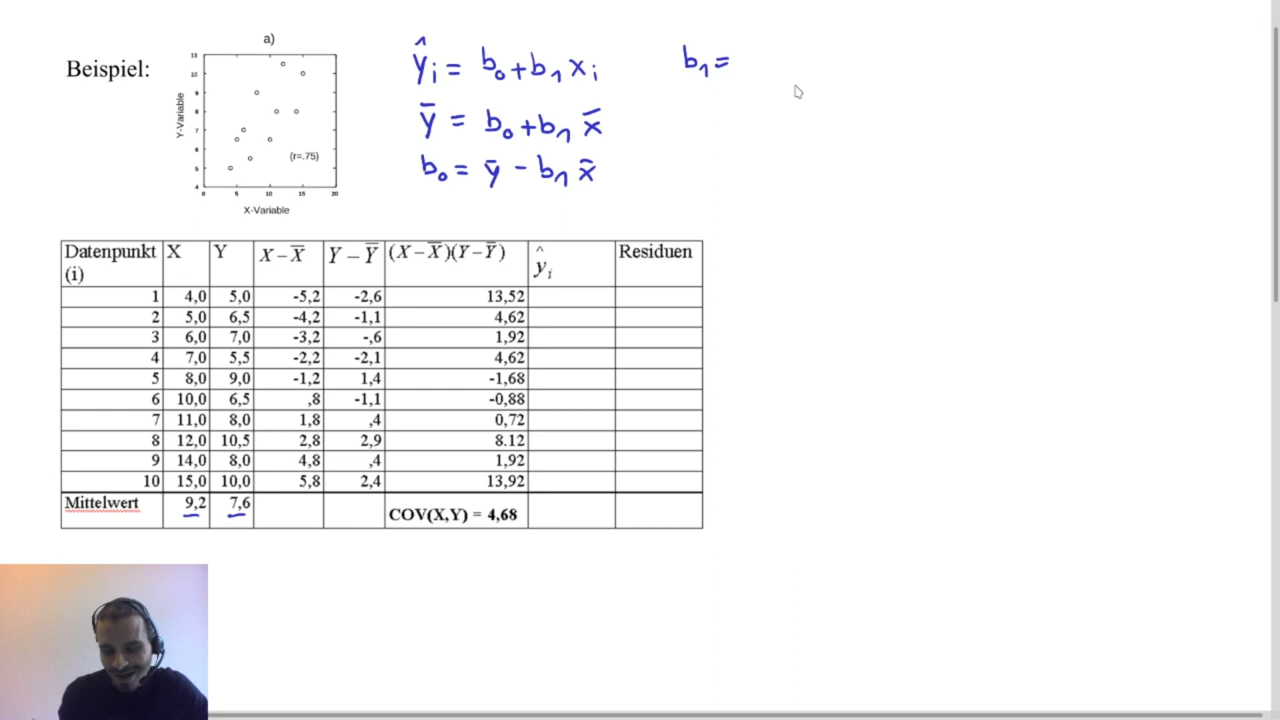 Beispiel:
a)
Y-Variable
11
10
9
8
7
6
5
4
(r=.75)
0 5 10 15 20
X-Variable
ŷᵢ = b₀ + b₁ xᵢ
ȳ = b₀ + b₁ x̄
b₀ = ȳ - b₁ x̄
b₁ =
Datenpunkt (i) X Y X − X̄ Y − Ȳ (X − X̄)(Y − Ȳ) ŷᵢ Residuen
1 4,0 5,0 -5,2 -2,6 13,52
2 5,0 6,5 -4,2 -1,1 4,62
3 6,0 7,0 -3,2 -,6 1,92
4 7,0 5,5 -2,2 -2,1 4,62
5 8,0 9,0 -1,2 1,4 -1,68
6 10,0 6,5 ,8 -1,1 -0,88
7 11,0 8,0 1,8 ,4 0,72
8 12,0 10,5 2,8 2,9 8.12
9 14,0 8,0 4,8 ,4 1,92
10 15,0 10,0 5,8 2,4 13,92
Mittelwert 9,2 7,6 COV(X,Y) = 4,68